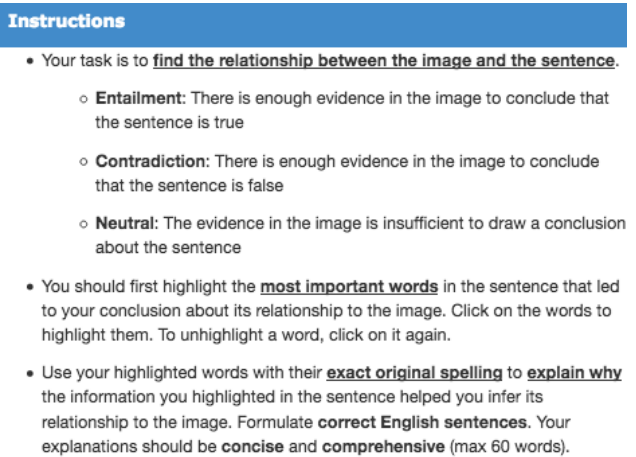 Instructions
• Your task is to find the relationship between the image and the sentence.
○ Entailment: There is enough evidence in the image to conclude that
the sentence is true
○ Contradiction: There is enough evidence in the image to conclude
that the sentence is false
○ Neutral: The evidence in the image is insufficient to draw a conclusion
about the sentence
• You should first highlight the most important words in the sentence that led
to your conclusion about its relationship to the image. Click on the words to
highlight them. To unhighlight a word, click on it again.
• Use your highlighted words with their exact original spelling to explain why
the information you highlighted in the sentence helped you infer its
relationship to the image. Formulate correct English sentences. Your
explanations should be concise and comprehensive (max 60 words).